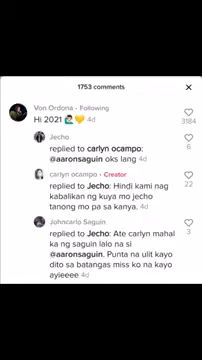 1753 comments
Von Ordona • Following
Hi 2021 🙋🏻‍♂️💛
4d
3184
Jecho
replied to carlyn ocampo:
@aaronsaguin oks lang 4d
6
carlyn ocampo • Creator
replied to Jecho: Hindi kami nag
kabalikan ng kuya mo jecho
tanong mo pa sa kanya. 4d
22
Johncarlo Saguin
replied to Jecho: Ate carlyn mahal
ka ng saguin lalo na si
@aaronsaguin. Punta na ulit kayo
dito sa batangas miss ko na kayo
ayieeee 4d
3